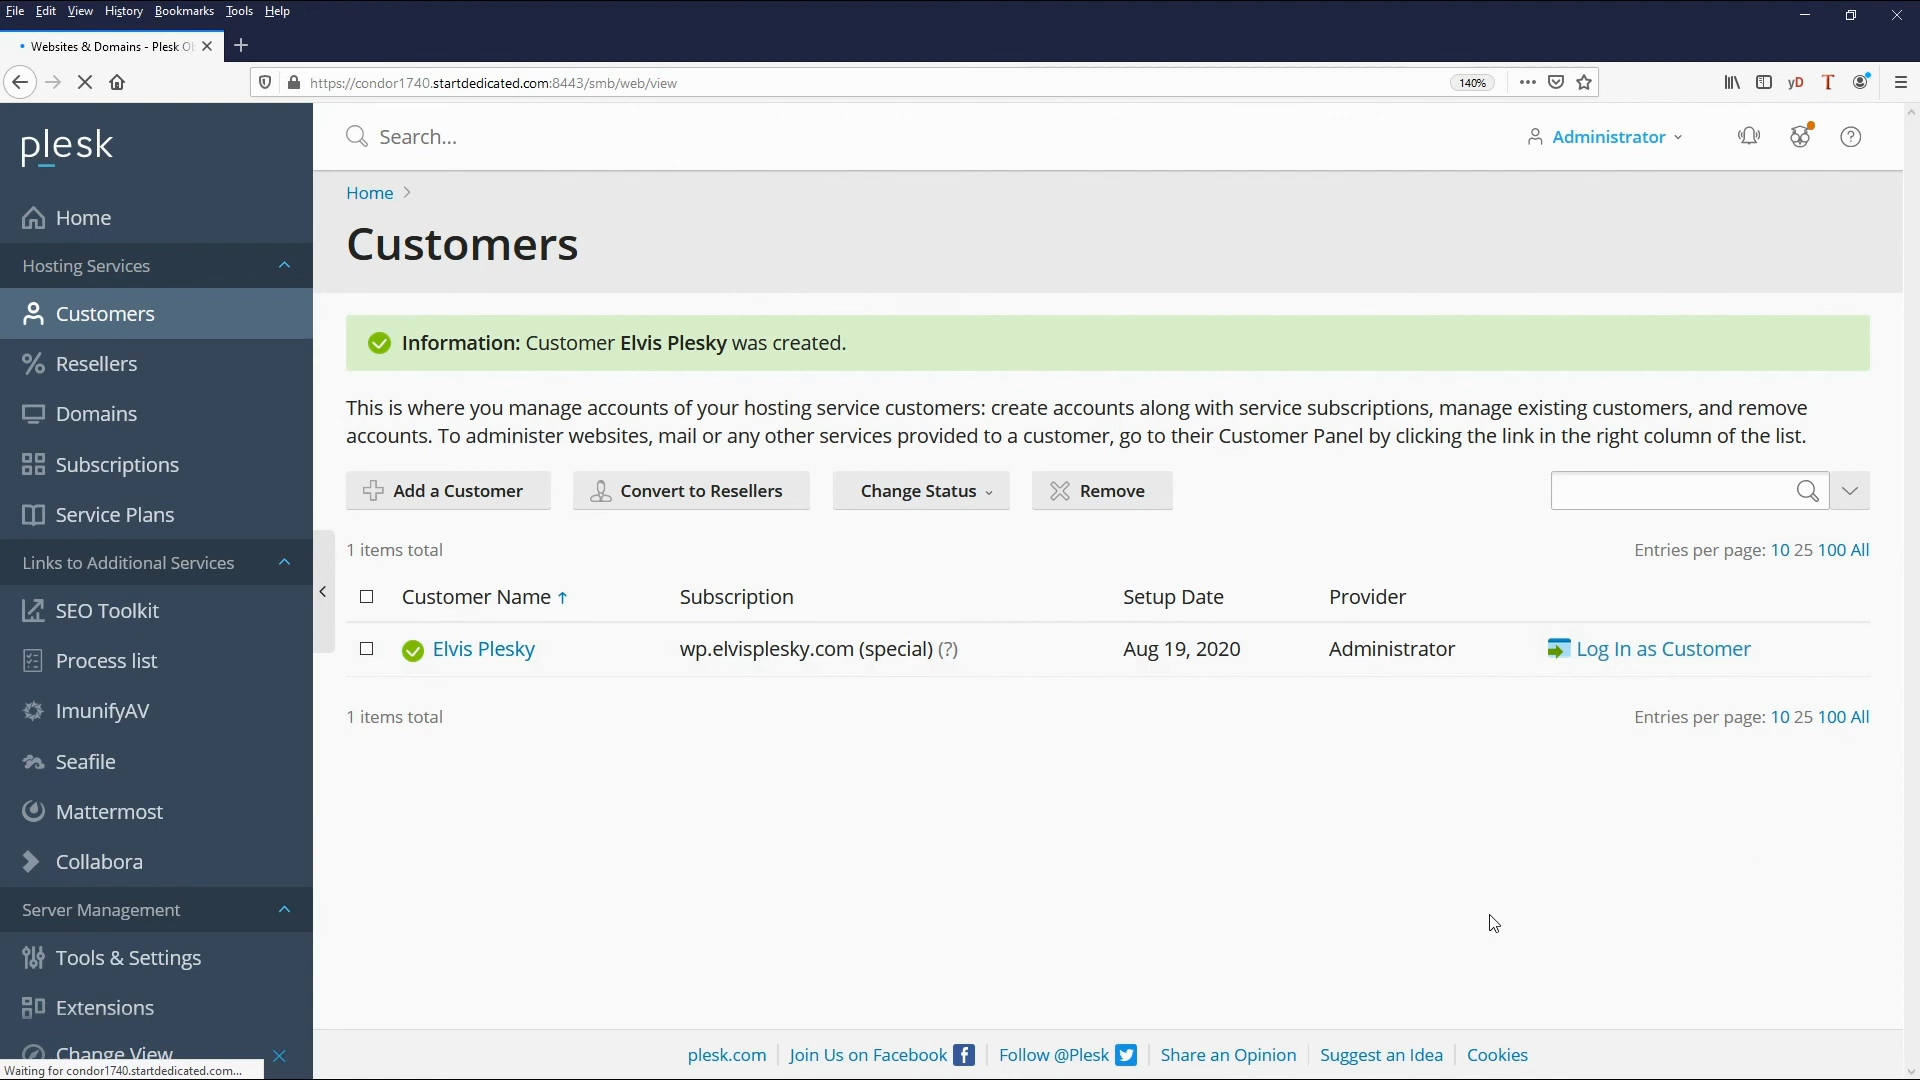 File Edit View History Bookmarks Tools Help
Websites & Domains - Plesk O
https://condor1740.startdedicated.com:8443/smb/web/view
140%
yD
T
plesk
Search...
Administrator
Home
Customers
Home
Hosting Services
Customers
Resellers
Domains
Subscriptions
Service Plans
Links to Additional Services
SEO Toolkit
Process list
ImunifyAV
Seafile
Mattermost
Collabora
Server Management
Tools & Settings
Extensions
Change View
Information: Customer Elvis Plesky was created.
This is where you manage accounts of your hosting service customers: create accounts along with service subscriptions, manage existing customers, and remove
accounts. To administer websites, mail or any other services provided to a customer, go to their Customer Panel by clicking the link in the right column of the list.
Add a Customer Convert to Resellers Change Status Remove
1 items total Entries per page: 10 25 100 All
Customer Name ↑ Subscription Setup Date Provider
Elvis Plesky wp.elvisplesky.com (special) (?) Aug 19, 2020 Administrator Log In as Customer
1 items total Entries per page: 10 25 100 All
plesk.com Join Us on Facebook Follow @Plesk Share an Opinion Suggest an Idea Cookies
Waiting for condor1740.startdedicated.com...